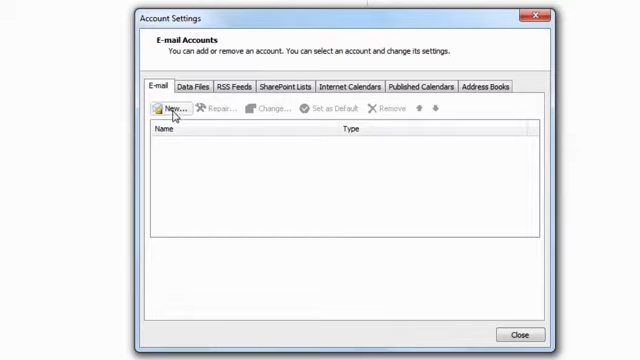 Account Settings
E-mail Accounts
You can add or remove an account. You can select an account and change its settings.
E-mail Data Files RSS Feeds SharePoint Lists Internet Calendars Published Calendars Address Books
New... Repair... Change... Set as Default Remove
Name Type
Close